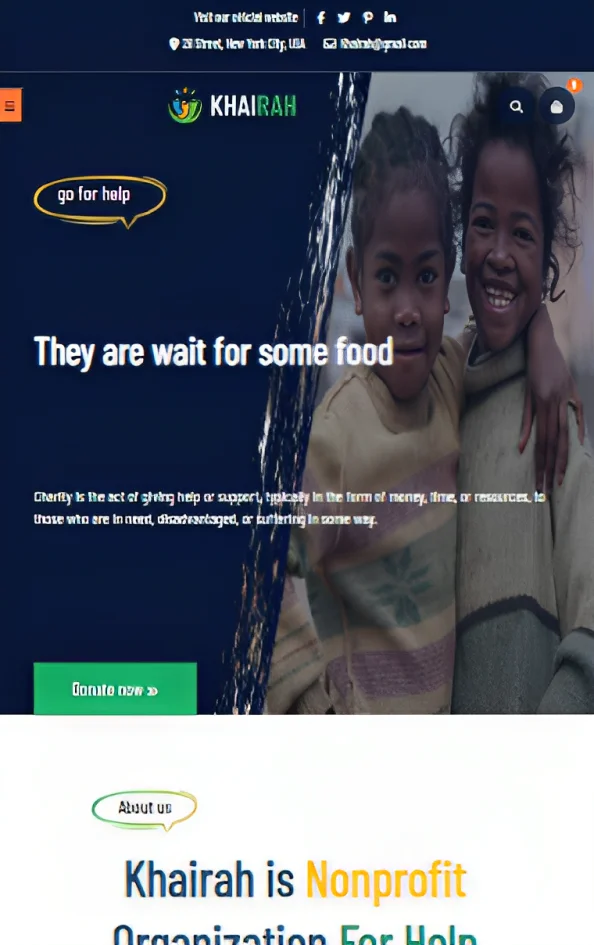 Visit our official website
28 Street, New York City, USA
Khairah@gmail.com
KHAIRAH
go for help
They are wait for some food
Charity is the act of giving help or support, typically in the form of money, time, or resources, to
those who are in need, disadvantaged, or suffering in some way.
Donate now »
About us
Khairah is Nonprofit
Organization For Help